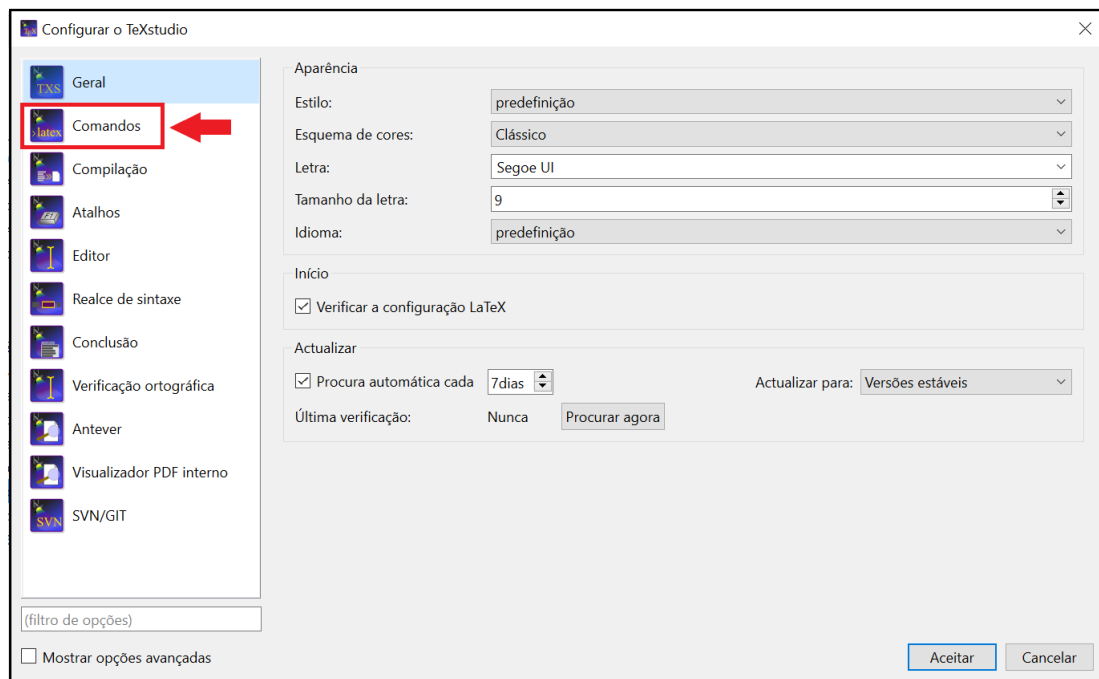 Configurar o TeXstudio
TXS Geral
>latex Comandos
Compilação
Atalhos
Editor
Realce de sintaxe
Conclusão
Verificação ortográfica
Antever
Visualizador PDF interno
SVN SVN/GIT
(filtro de opções)
Mostrar opções avançadas
Aparência
Estilo: predefinição
Esquema de cores: Clássico
Letra: Segoe UI
Tamanho da letra: 9
Idioma: predefinição
Início
Verificar a configuração LaTeX
Actualizar
Procura automática cada 7dias Actualizar para: Versões estáveis
Última verificação: Nunca Procurar agora
Aceitar Cancelar